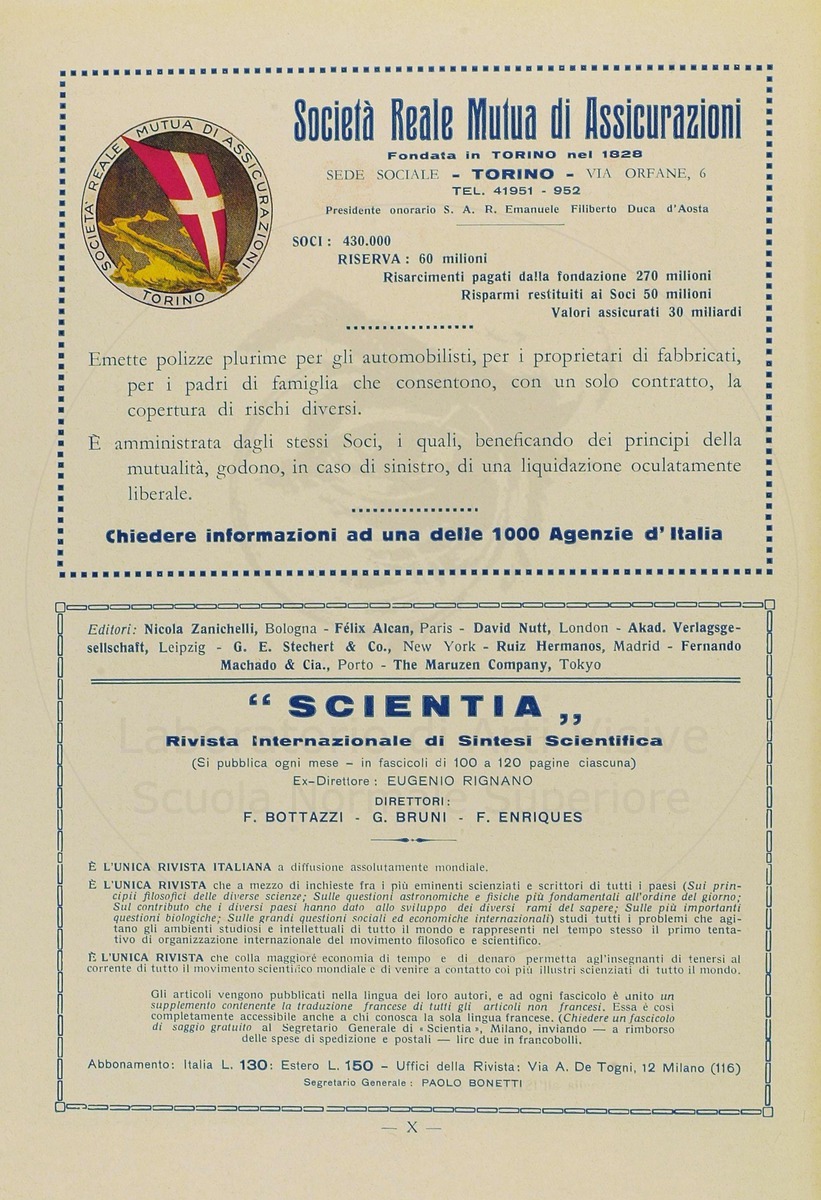 Società Reale Mutua di Assicurazioni
Fondata in TORINO nel 1828
SEDE SOCIALE - TORINO - VIA ORFANE, 6
TEL. 41951 - 952
Presidente onorario S. A. R. Emanuele Filiberto Duca d'Aosta
SOCIETÀ REALE MUTUA DI ASSICURAZIONI
TORINO
SOCI : 430.000
RISERVA : 60 milioni
Risarcimenti pagati dalla fondazione 270 milioni
Risparmi restituiti ai Soci 50 milioni
Valori assicurati 30 miliardi
Emette polizze plurime per gli automobilisti, per i proprietari di fabbricati,
per i padri di famiglia che consentono, con un solo contratto, la
copertura di rischi diversi.
È amministrata dagli stessi Soci, i quali, beneficando dei principi della
mutualità, godono, in caso di sinistro, di una liquidazione oculatamente
liberale.
Chiedere informazioni ad una delle 1000 Agenzie d'Italia
Editori: Nicola Zanichelli, Bologna - Félix Alcan, Paris - David Nutt, London - Akad. Verlagsge-
sellschaft, Leipzig - G. E. Stechert & Co., New York - Ruiz Hermanos, Madrid - Fernando
Machado & Cia., Porto - The Maruzen Company, Tokyo
“ SCIENTIA „
Rivista Internazionale di Sintesi Scientifica
(Si pubblica ogni mese – in fascicoli di 100 a 120 pagine ciascuna)
Ex-Direttore : EUGENIO RIGNANO
DIRETTORI :
F. BOTTAZZI - G. BRUNI - F. ENRIQUES
È L'UNICA RIVISTA ITALIANA a diffusione assolutamente mondiale.
È L'UNICA RIVISTA che a mezzo di inchieste fra i più eminenti scienziati e scrittori di tutti i paesi (Sui prin-
cipii filosofici delle diverse scienze; Sulle questioni astronomiche e fisiche più fondamentali all'ordine del giorno;
Sul contributo che i diversi paesi hanno dato allo sviluppo dei diversi rami del sapere; Sulle più importanti
questioni biologiche; Sulle grandi questioni sociali ed economiche internazionali) studi tutti i problemi che agi-
tano gli ambienti studiosi e intellettuali di tutto il mondo e rappresenti nel tempo stesso il primo tenta-
tivo di organizzazione internazionale del movimento filosofico e scientifico.
È L'UNICA RIVISTA che colla maggiore economia di tempo e di denaro permetta agl'insegnanti di tenersi al
corrente di tutto il movimento scientifico mondiale e di venire a contatto coi più illustri scienziati di tutto il mondo.
Gli articoli vengono pubblicati nella lingua dei loro autori, e ad ogni fascicolo è unito un
supplemento contenente la traduzione francese di tutti gli articoli non francesi. Essa è così
completamente accessibile anche a chi conosca la sola lingua francese. (Chiedere un fascicolo
di saggio gratuito al Segretario Generale di « Scientia », Milano, inviando — a rimborso
delle spese di spedizione e postali — lire due in francobolli.
Abbonamento: Italia L. 130: Estero L. 150 - Uffici della Rivista: Via A. De Togni, 12 Milano (116)
Segretario Generale : PAOLO BONETTI
— X —